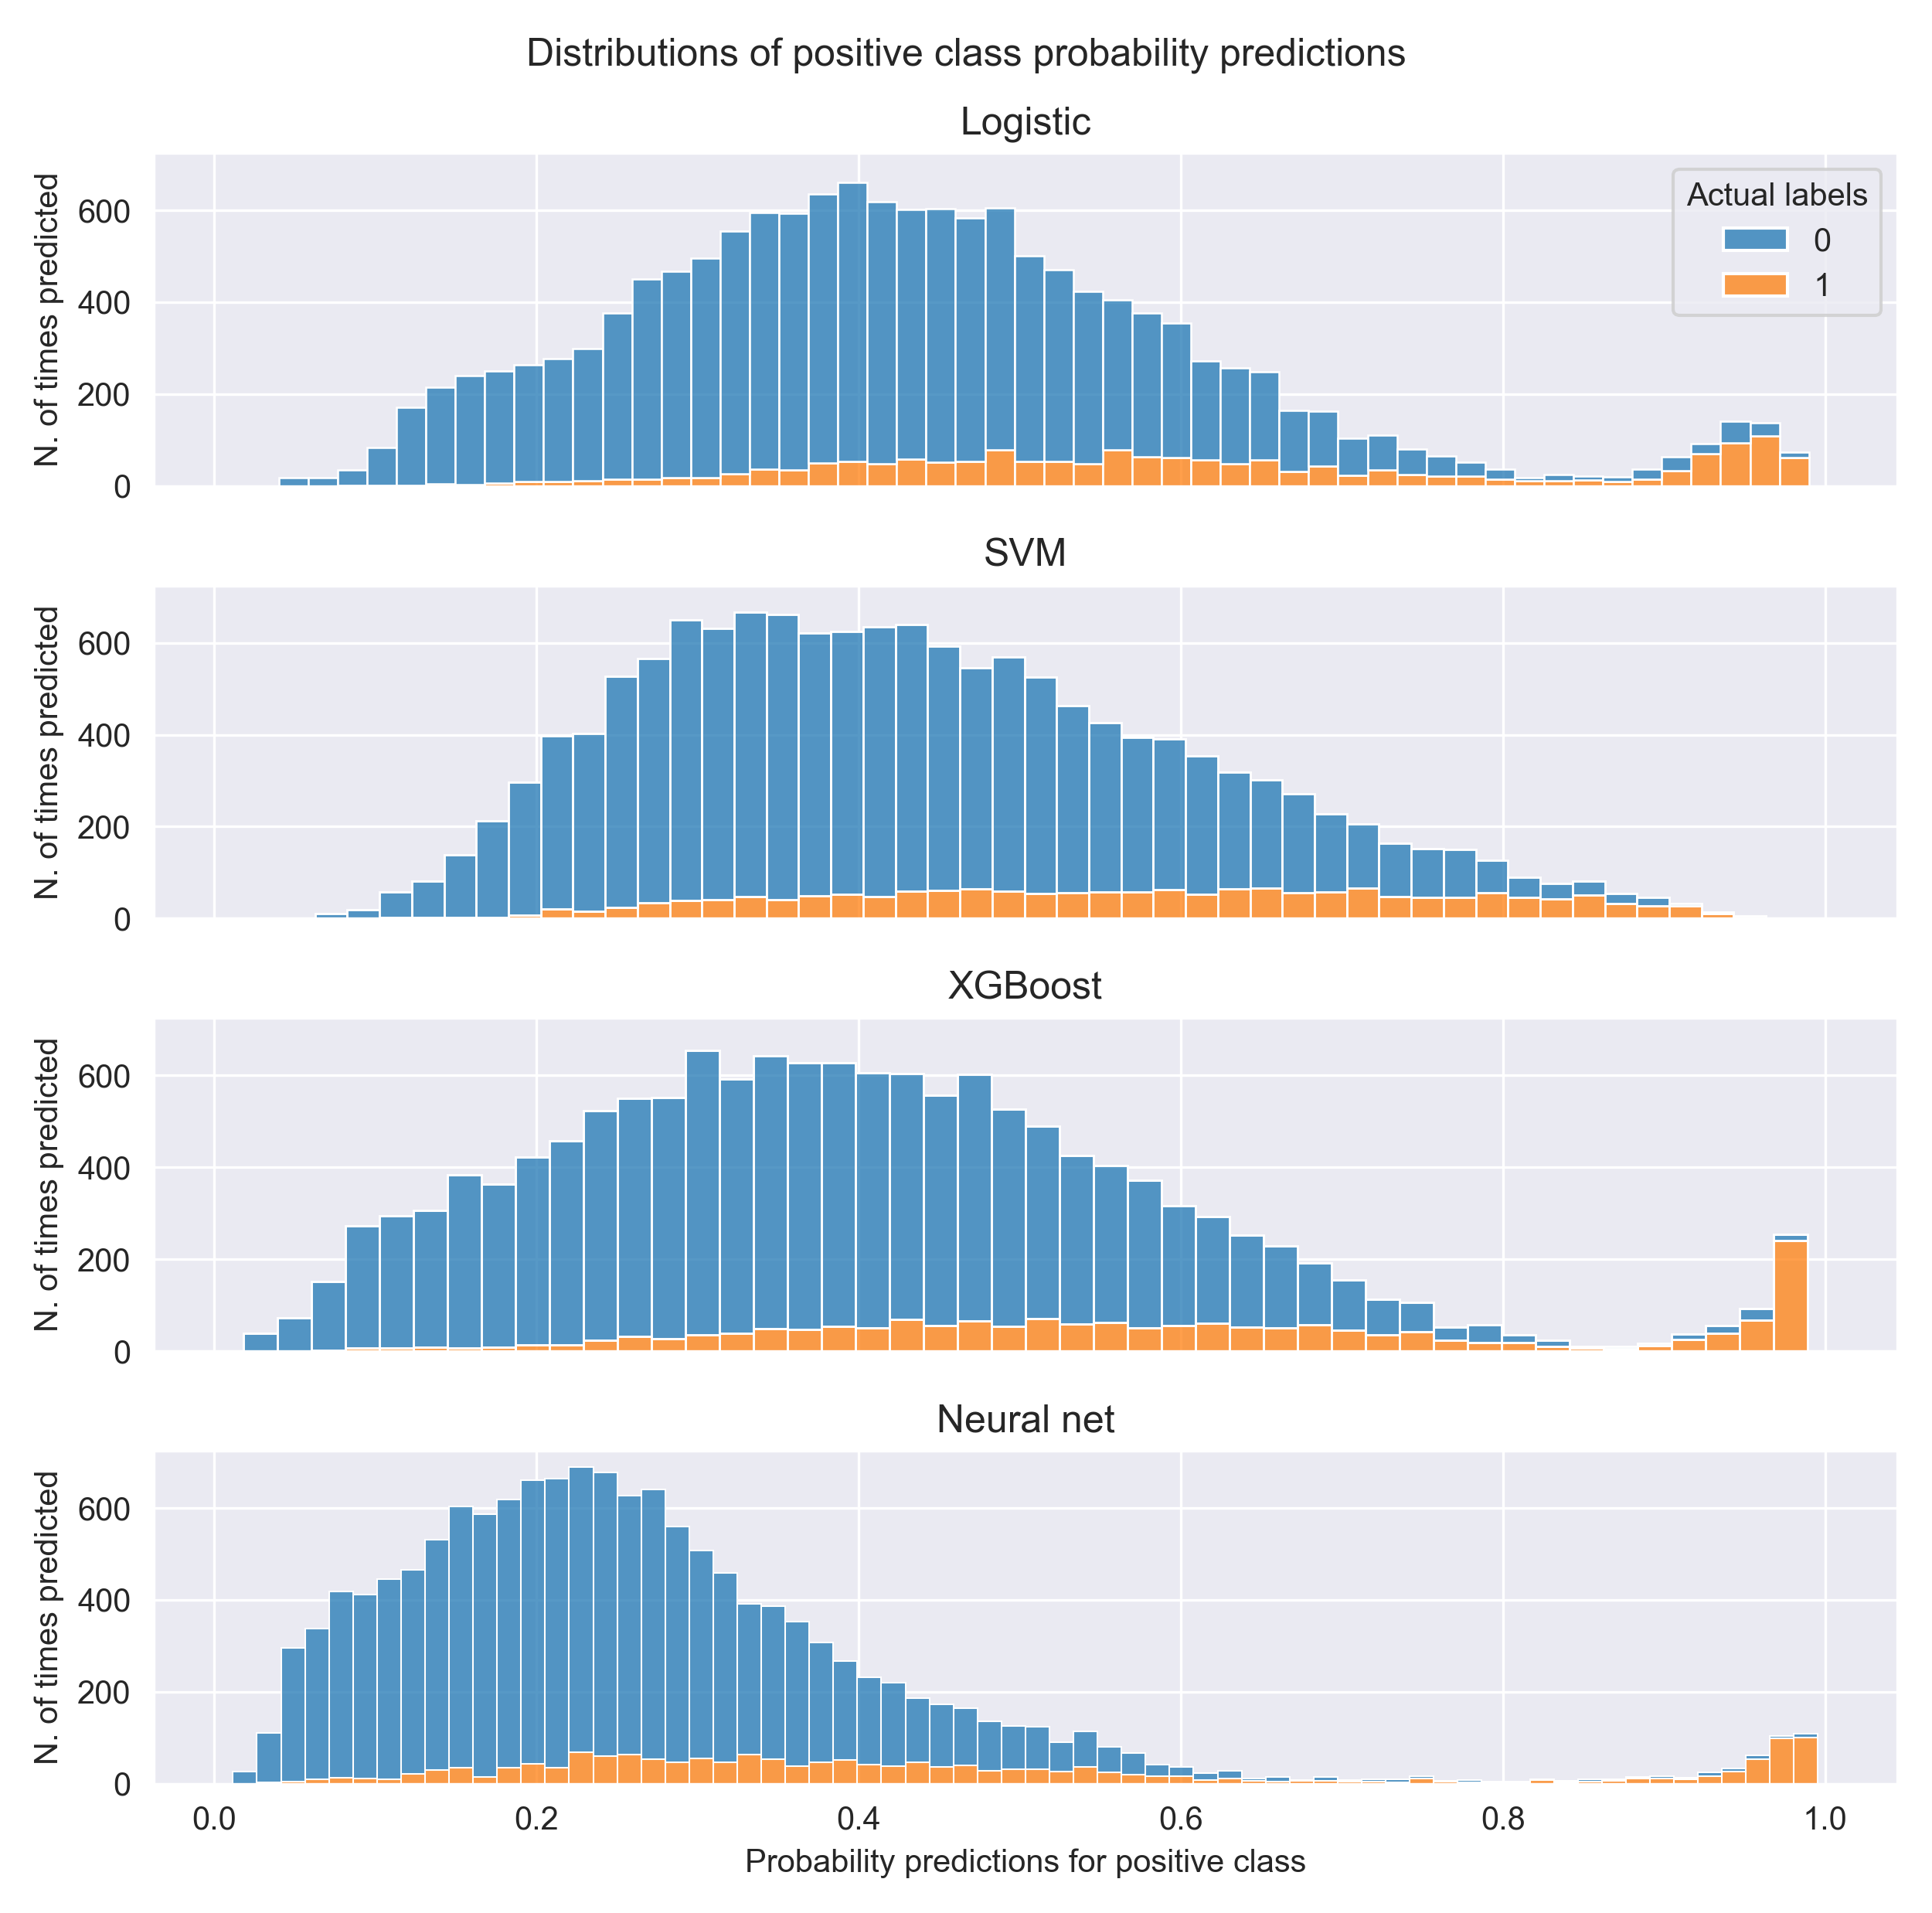 Distributions of positive class probability predictions
Logistic
N. of times predicted
600
400
200
0
Actual labels
0
1
SVM
N. of times predicted
600
400
200
0
XGBoost
N. of times predicted
600
400
200
0
Neural net
N. of times predicted
600
400
200
0
0.0 0.2 0.4 0.6 0.8 1.0
Probability predictions for positive class